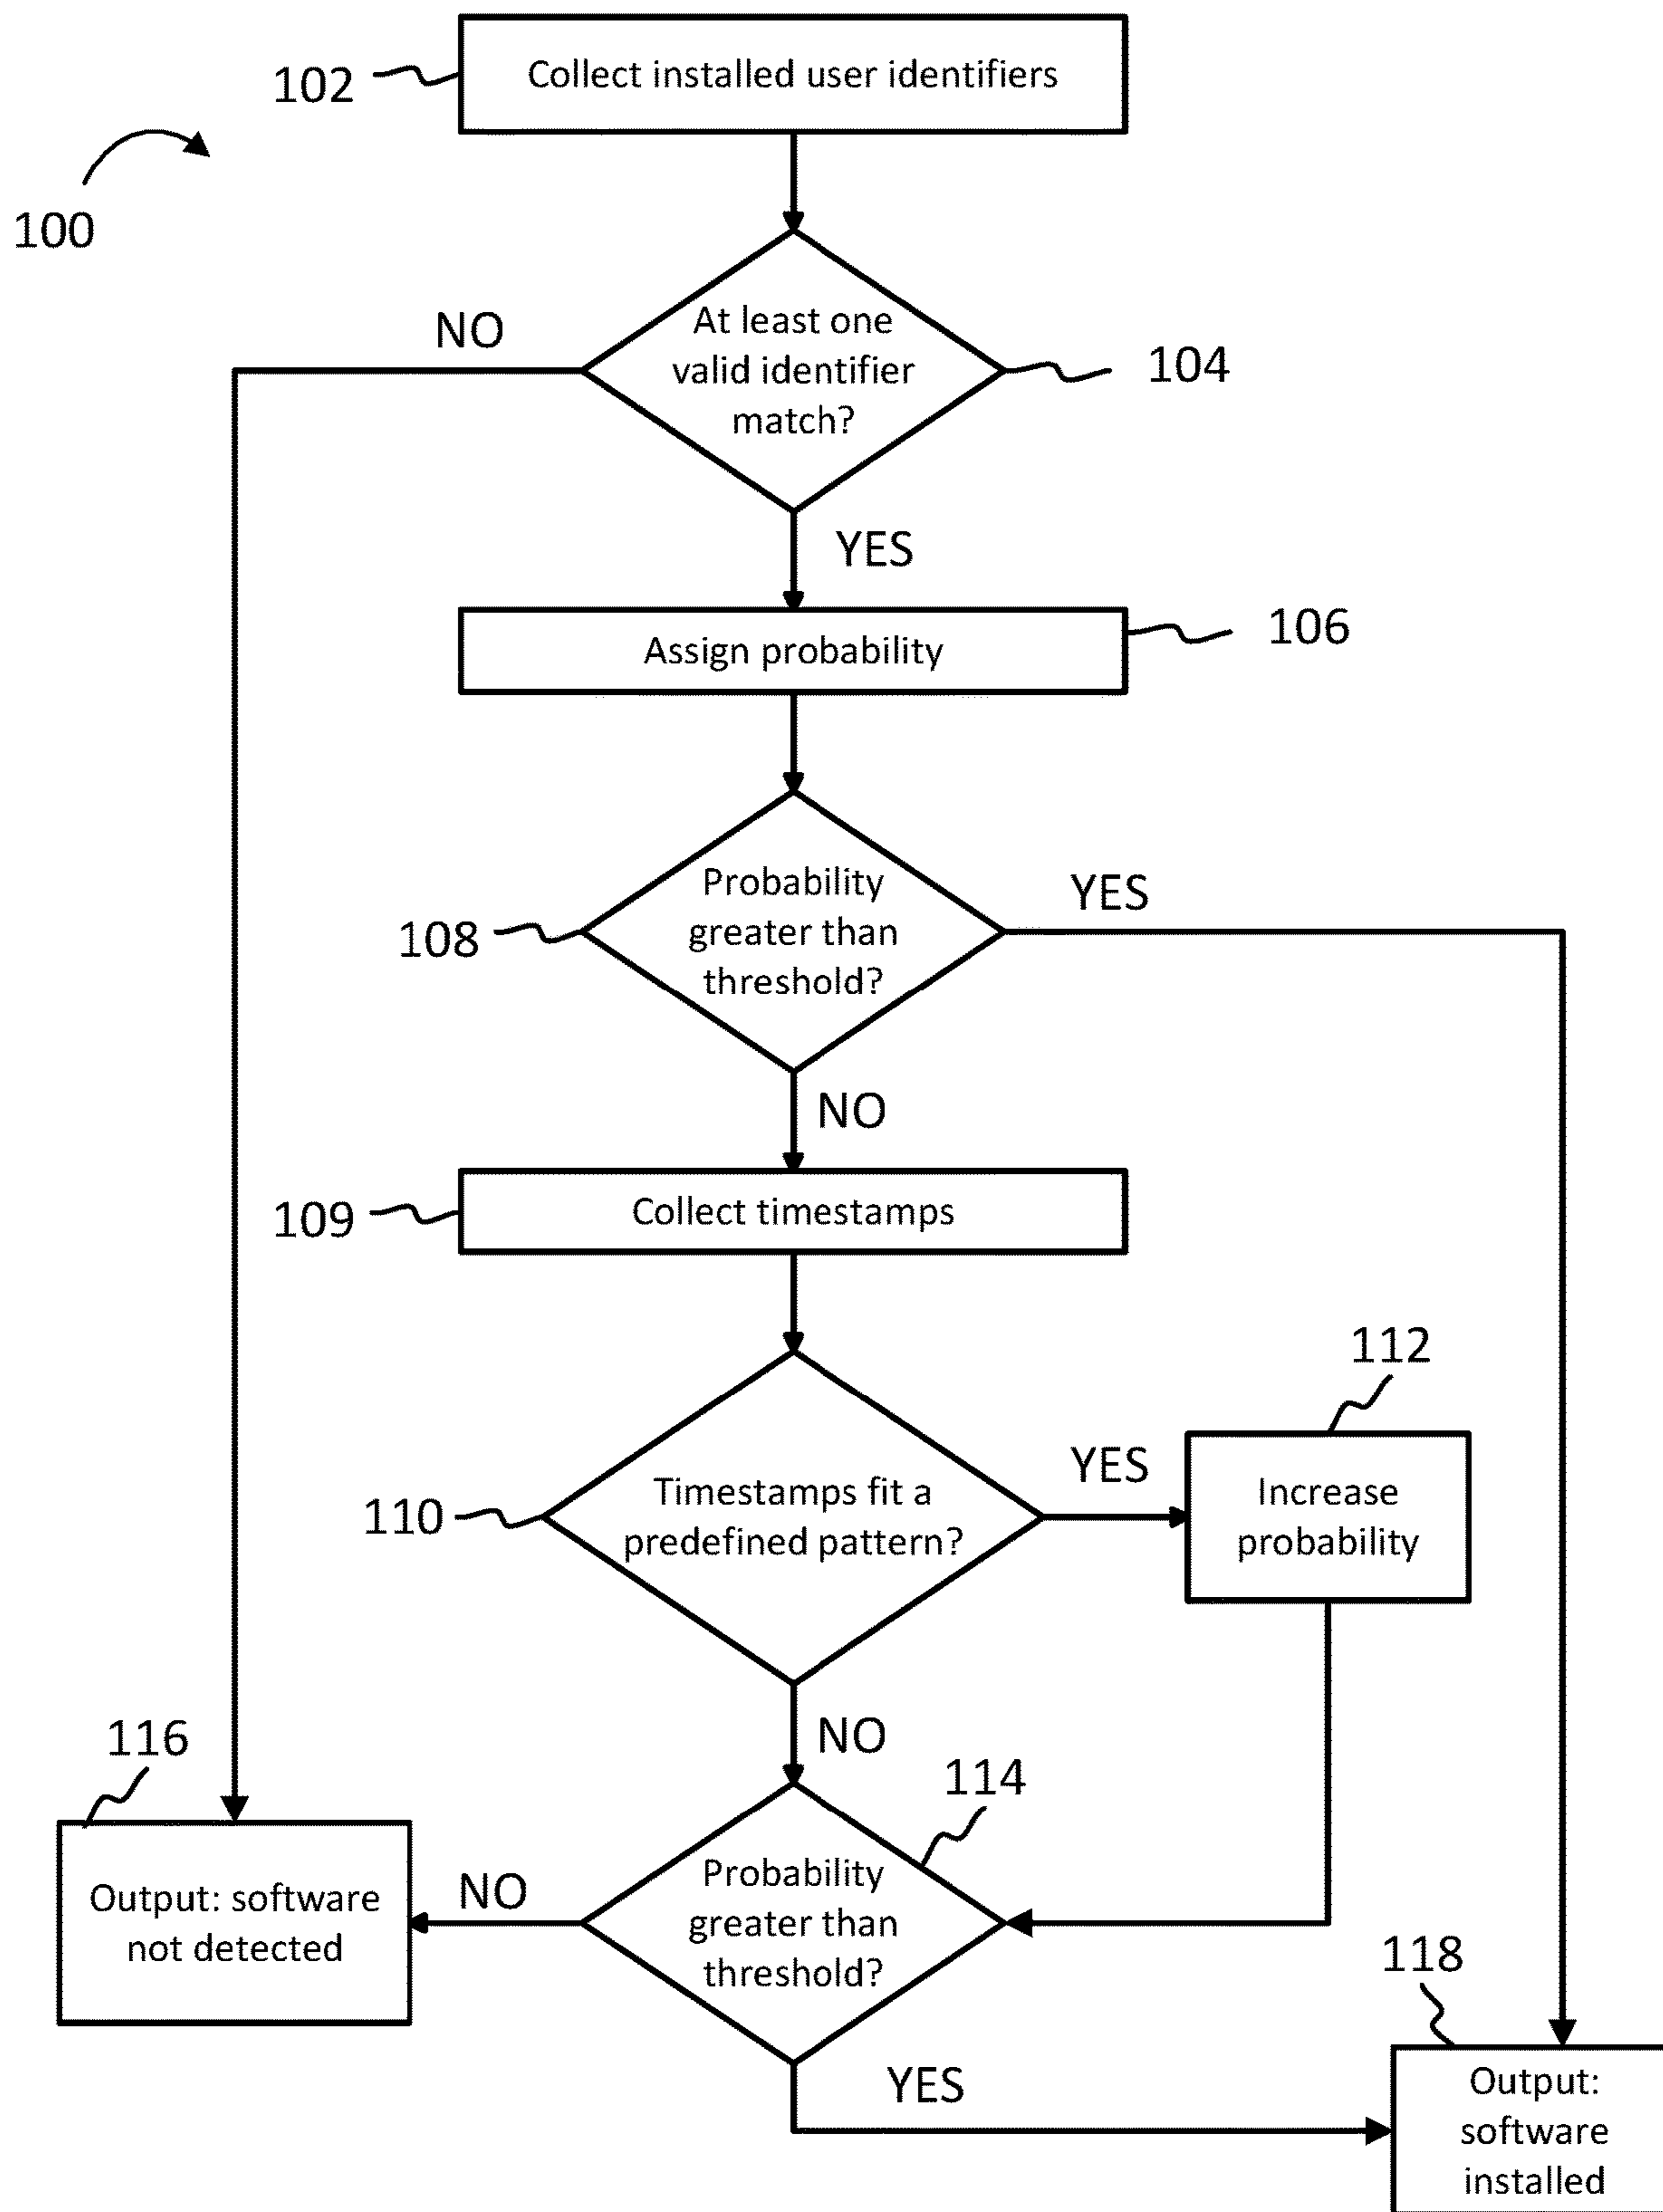 102
Collect installed user identifiers
100
At least one
valid identifier
match?
NO
104
YES
Assign probability
106
Probability
greater than
threshold?
YES
108
NO
109
Collect timestamps
112
Timestamps fit a
predefined pattern?
YES
Increase
probability
110
NO
116
114
Output: software
not detected
NO
Probability
greater than
threshold?
118
YES
Output:
software
installed